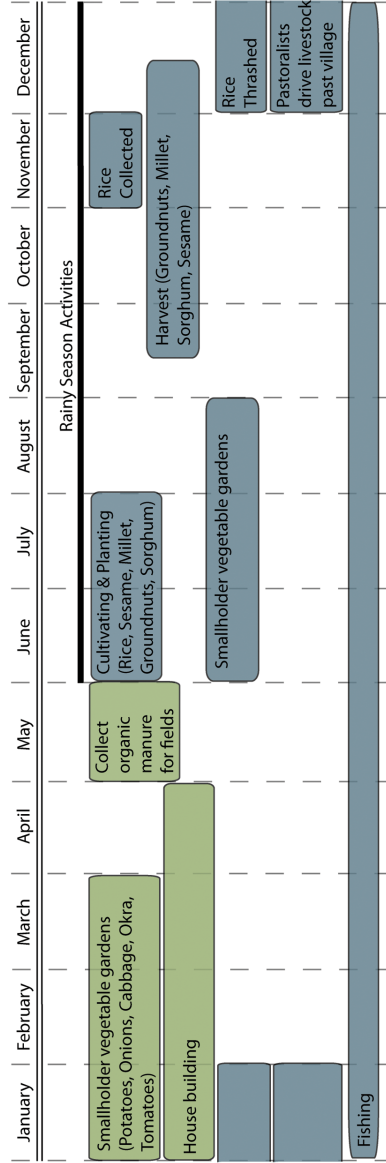 January
February
March
April
May
June
July
August
September
October
November
December
Rainy Season Activities
Smallholder vegetable gardens
(Potatoes, Onions, Cabbage, Okra,
Tomatoes)
Collect
organic
manure
for fields
Cultivating & Planting
(Rice, Sesame, Millet,
Groundnuts, Sorghum)
Rice
Collected
House building
Harvest (Groundnuts, Millet,
Sorghum, Sesame)
Smallholder vegetable gardens
Rice
Thrashed
Pastoralists
drive livestock
past village
Fishing